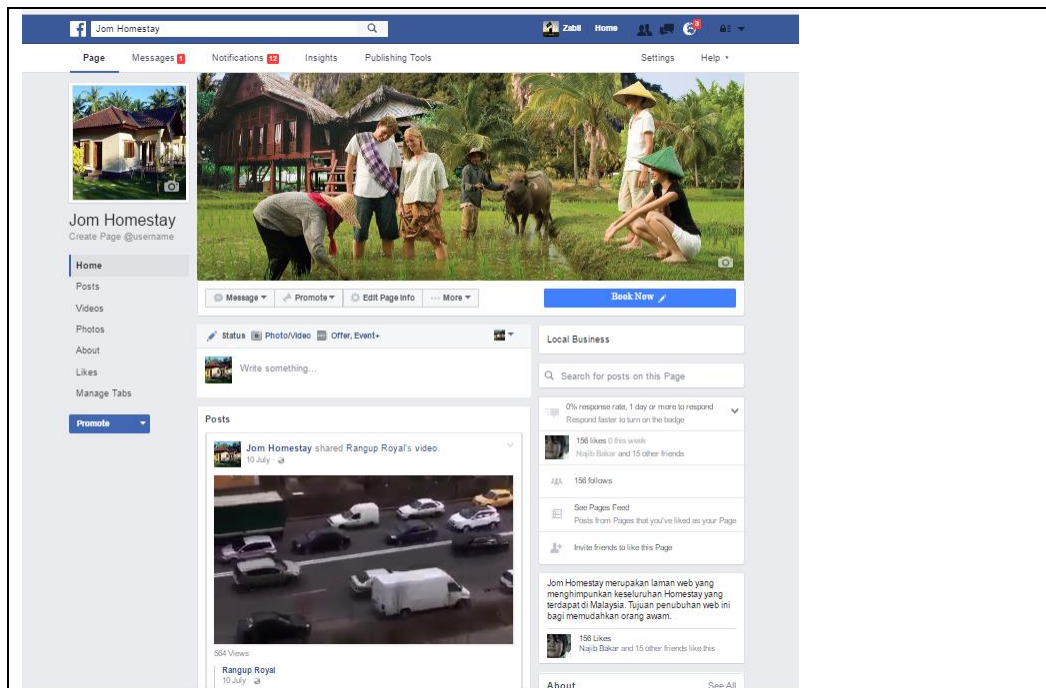 Jom Homestay
Zabil Home 3
Page Messages 1 Notifications 12 Insights Publishing Tools Settings Help
Jom Homestay
Create Page @username
Home
Posts
Videos
Photos
About
Likes
Manage Tabs
Promote
Message Promote Edit Page Info ... More
Book Now
Status Photo/Video Offer, Event+
Write something...
Posts
Jom Homestay shared Rangup Royal's video.
10 July ·
564 Views
Rangup Royal
10 July ·
Local Business
Search for posts on this Page
0% response rate, 1 day or more to respond
Respond faster to turn on the badge
156 likes 0 this week
Najib Bakar and 15 other friends
156 follows
See Pages Feed
Posts from Pages that you've liked as your Page
Invite friends to like this Page
Jom Homestay merupakan laman web yang
menghimpunkan keseluruhan Homestay yang
terdapat di Malaysia. Tujuan penubuhan web ini
bagi memudahkan orang awam.
156 Likes
Najib Bakar and 15 other friends like this
About See All